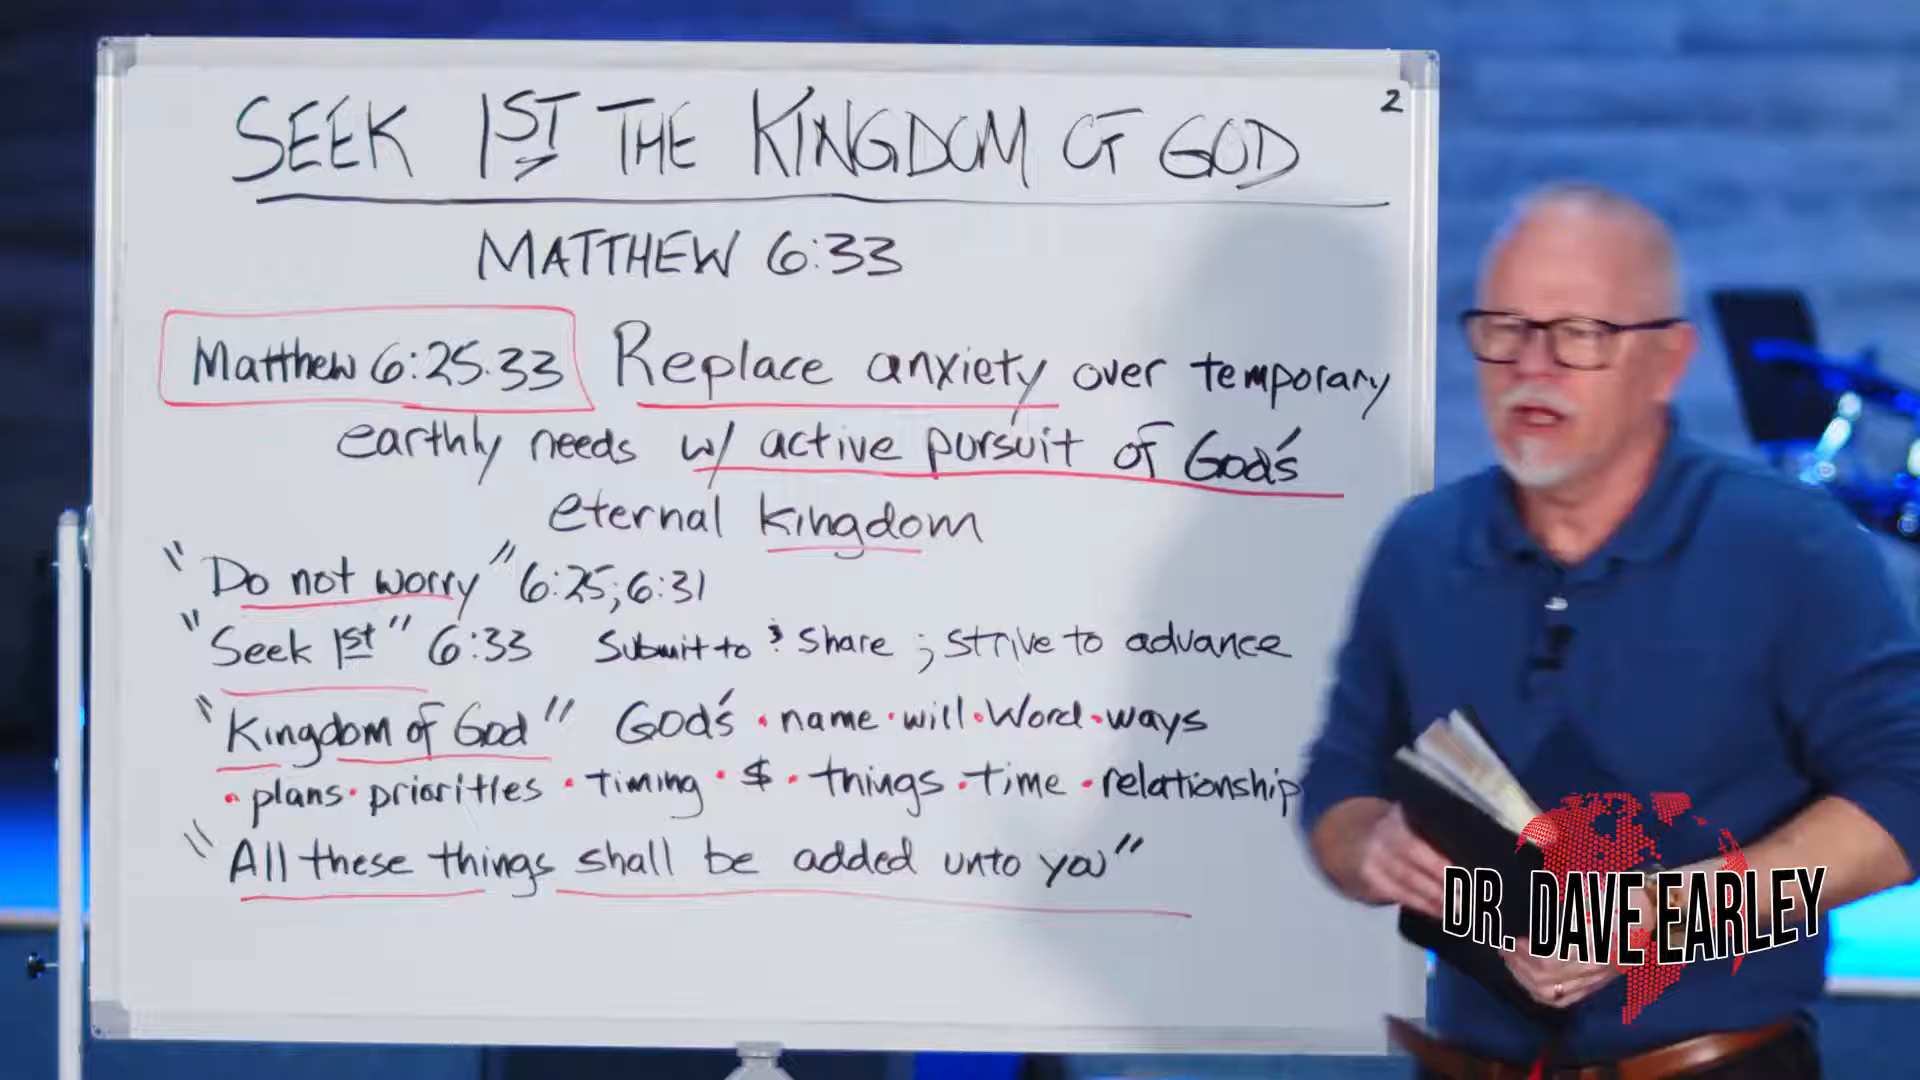 2
SEEK 1ST THE KINGDOM OF GOD
MATTHEW 6:33
Matthew 6:25-33 Replace anxiety over temporary
earthly needs w/ active pursuit of God's
eternal kingdom
"Do not worry" 6:25; 6:31
"Seek 1st" 6:33 Submit to & Share ; strive to advance
"Kingdom of God" God's • name • will • Word • ways
• plans • priorities • timing • $ • things • time • relationship
"All these things shall be added unto you"
DR. DAVE EARLEY